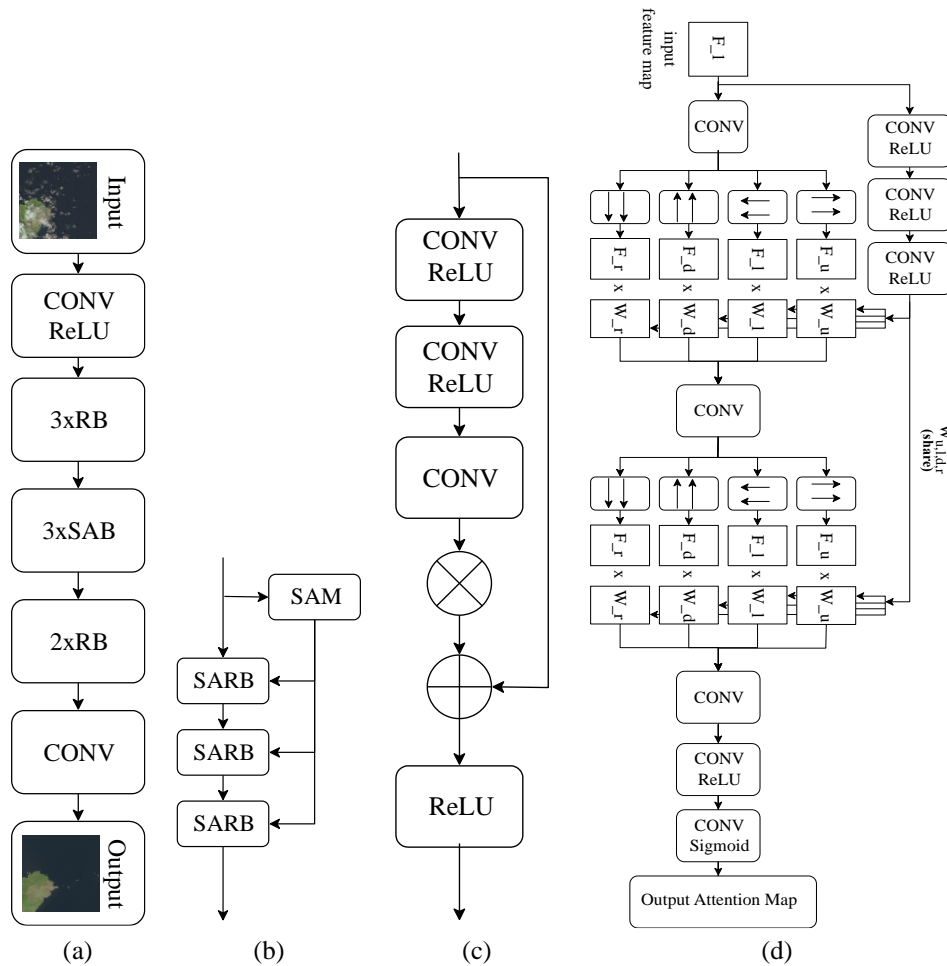 Input
CONV
ReLU
3xRB
3xSAB
2xRB
CONV
Output
(a)
SAM
SARB
SARB
SARB
(b)
CONV
ReLU
CONV
ReLU
CONV
ReLU
(c)
input
feature map
F_l
CONV
CONV
ReLU
CONV
ReLU
CONV
ReLU
F_r
F_d
F_l
F_u
x
x
x
x
W_r
W_d
W_l
W_u
CONV
W_u,l,d,r
(share)
F_r
F_d
F_l
F_u
x
x
x
x
W_r
W_d
W_l
W_u
CONV
CONV
ReLU
CONV
Sigmoid
Output Attention Map
(d)